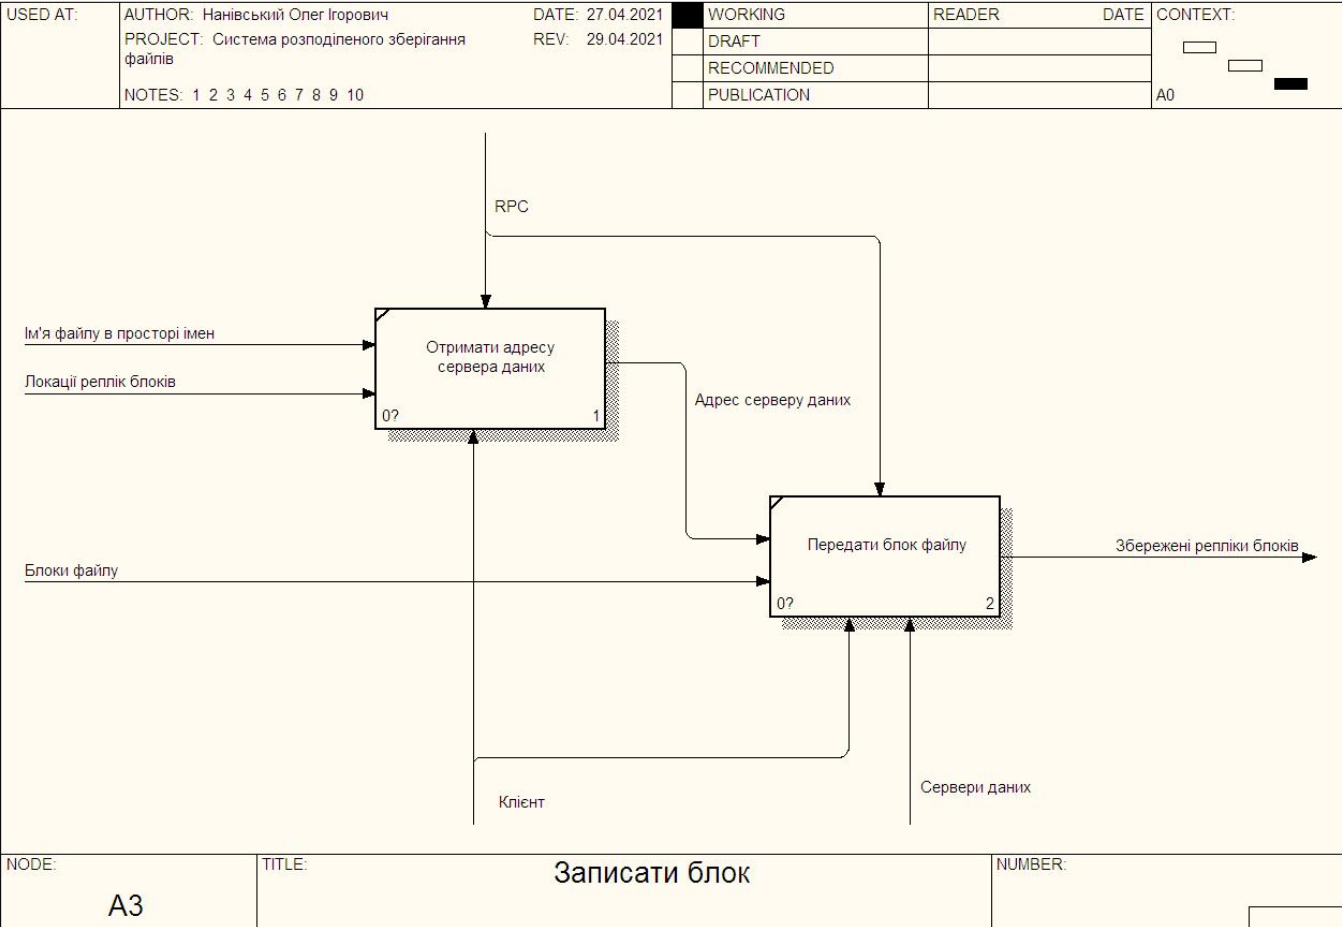 USED AT:
AUTHOR: Нанівський Олег Ігорович
DATE: 27.04.2021
PROJECT: Система розподіленого зберігання
файлів
REV: 29.04.2021
NOTES: 1 2 3 4 5 6 7 8 9 10
WORKING
DRAFT
RECOMMENDED
PUBLICATION
READER DATE
CONTEXT:
A0
RPC
Ім'я файлу в просторі імен
Локації реплік блоків
Отримати адресу
сервера даних
0? 1
Адрес серверу даних
Передати блок файлу
0? 2
Збережені репліки блоків
Блоки файлу
Клієнт
Сервери даних
NODE:
A3
TITLE:
Записати блок
NUMBER: